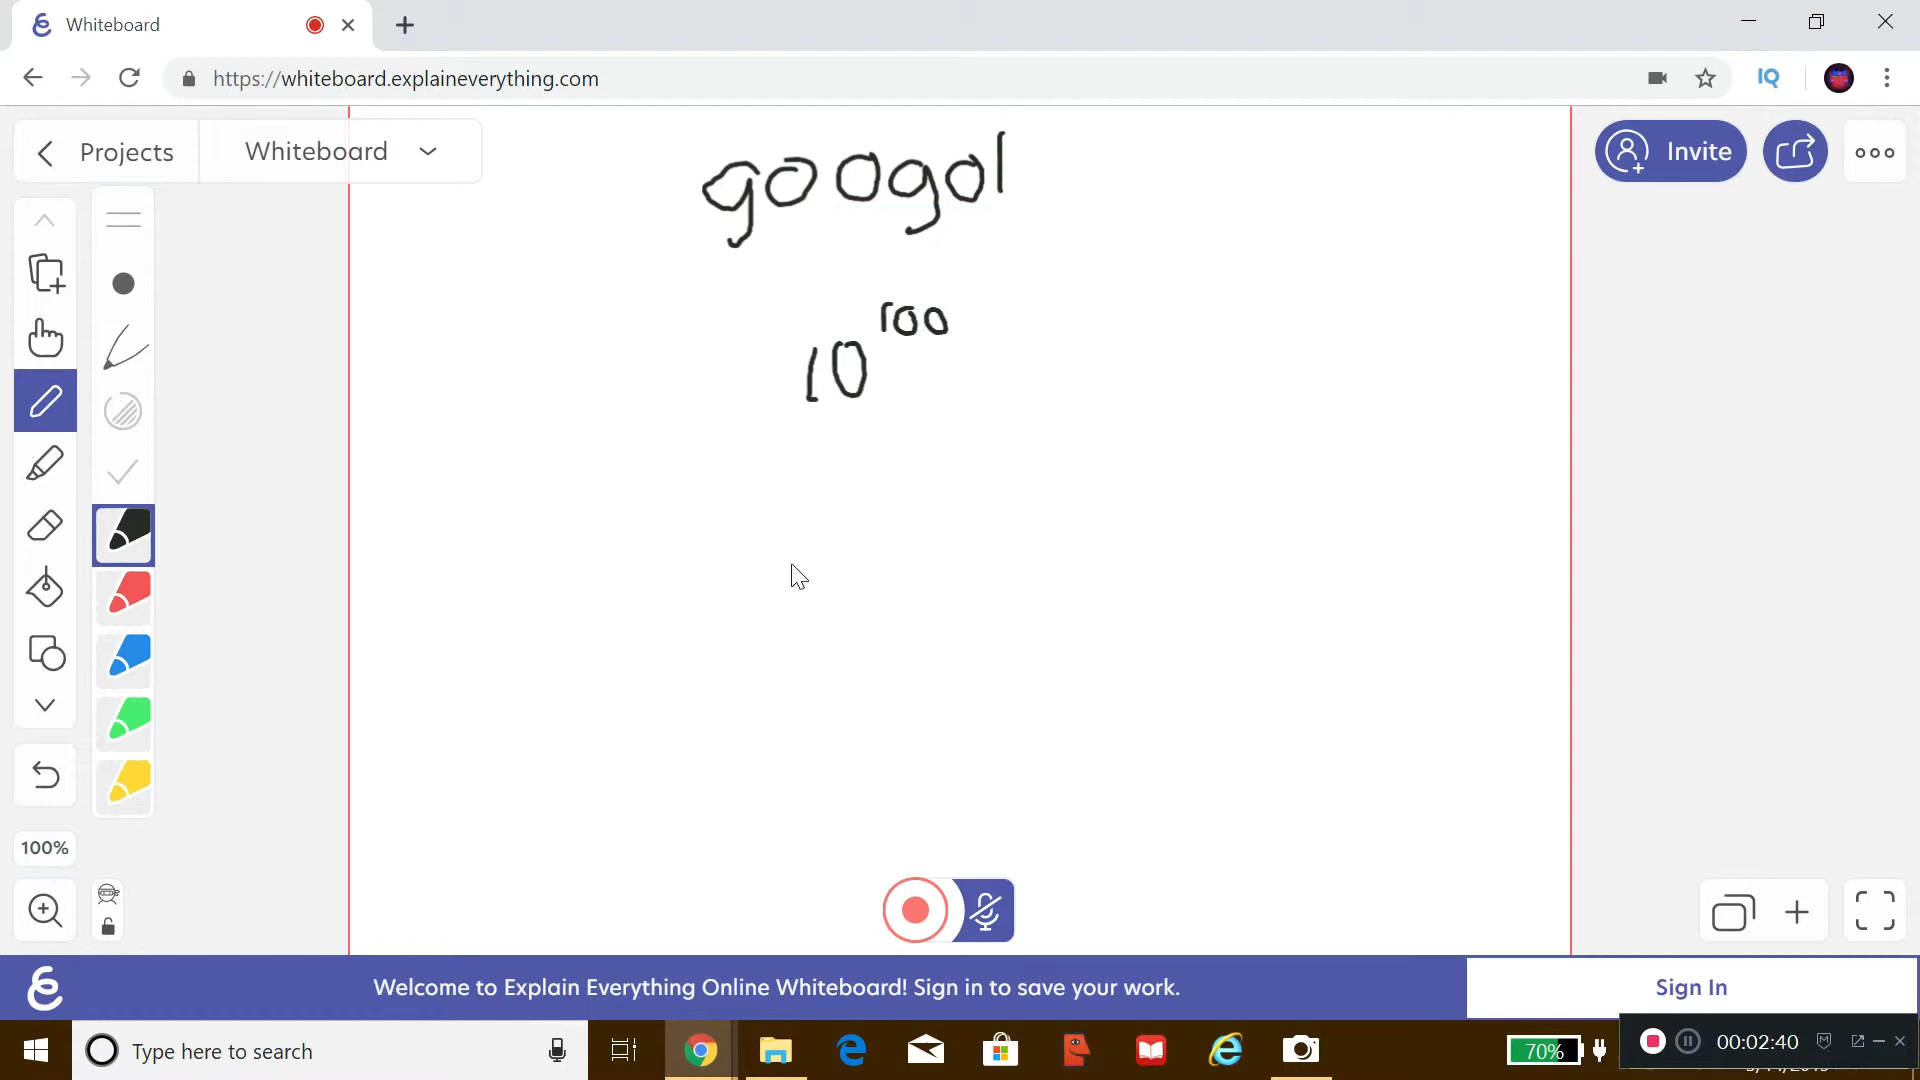 Whiteboard
https://whiteboard.explaineverything.com
IQ
Projects
Whiteboard
Invite
googol
10^100
100%
Welcome to Explain Everything Online Whiteboard! Sign in to save your work.
Sign In
Type here to search
70%
00:02:40